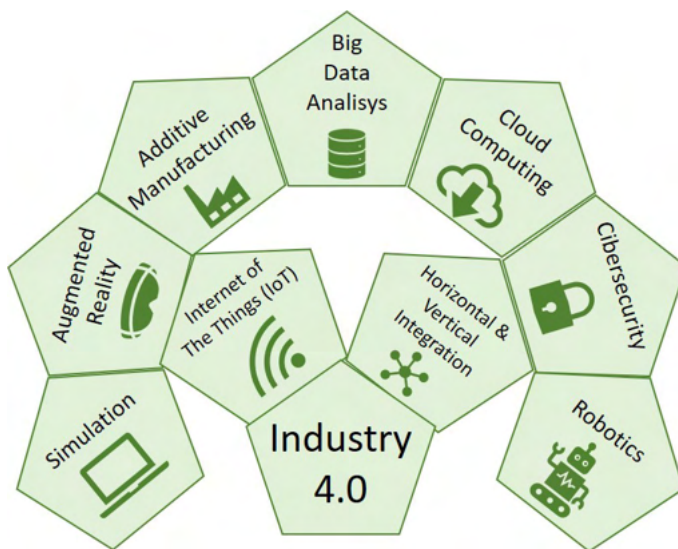 Big
Data
Analisys
Additive
Manufacturing
Cloud
Computing
Augmented
Reality
Internet of
The Things (IoT)
Horizontal &
Vertical
Integration
Cibersecurity
Simulation
Industry
4.0
Robotics